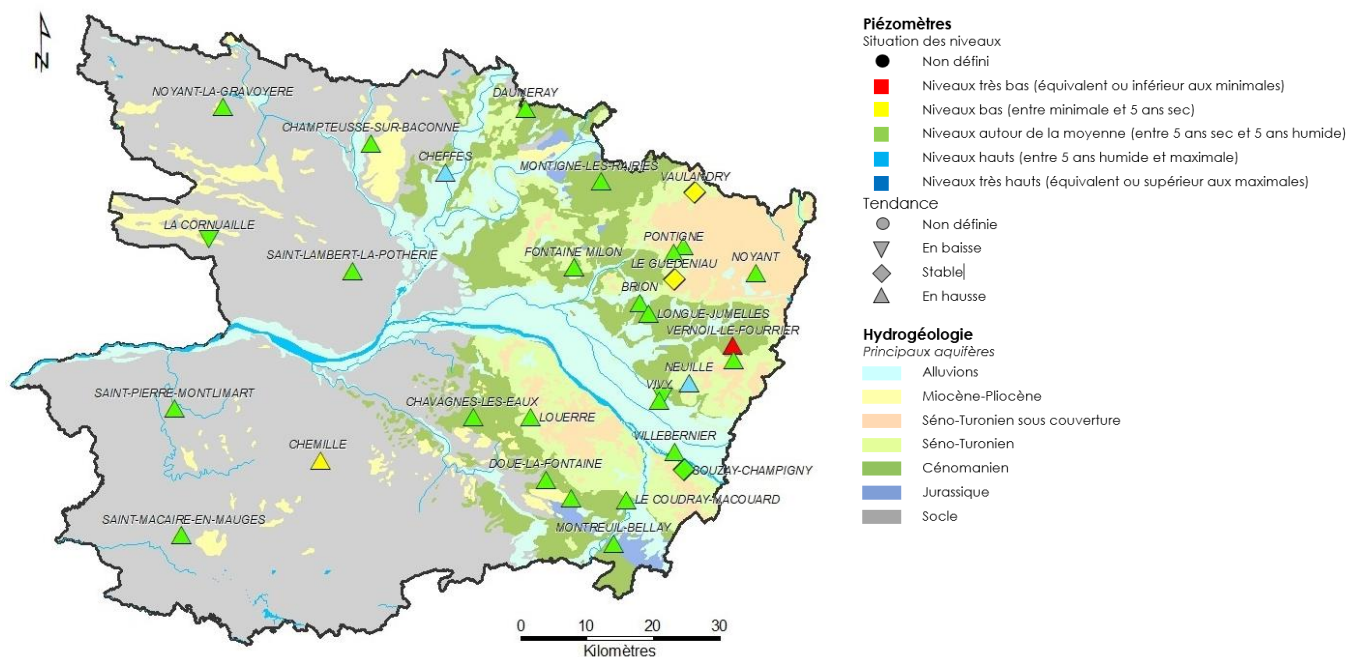 N
NOYANT-LA-GRAVOYERE
DAUMERAY
CHAMPTEUSSE-SUR-BACONNE
CHEFFES
MONTIGNE-LES-RAIRIES
VAULANDRY
LA CORNUAILLE
SAINT-LAMBERT-LA-POTHERIE
PONTIGNE
FONTAINE MILON
LE GUEDENIAU
NOYANT
BRION
LONGUE-JUMELLES
VERNOIL-LE-FOURRIER
NEUILLE
VIVY
SAINT-PIERRE-MONTLIMART
CHAVAGNES-LES-EAUX
LOUERRE
CHEMILLE
VILLEBERNIER
DOUE-LA-FONTAINE
SOUZAY-CHAMPIGNY
LE COUDRAY-MACOUARD
SAINT-MACAIRE-EN-MAUGES
MONTREUIL-BELLAY
0 10 20 30
Kilomètres
Piézomètres
Situation des niveaux
Non défini
Niveaux très bas (équivalent ou inférieur aux minimales)
Niveaux bas (entre minimale et 5 ans sec)
Niveaux autour de la moyenne (entre 5 ans sec et 5 ans humide)
Niveaux hauts (entre 5 ans humide et maximale)
Niveaux très hauts (équivalent ou supérieur aux maximales)
Tendance
Non définie
En baisse
Stable
En hausse
Hydrogéologie
Principaux aquifères
Alluvions
Miocène-Pliocène
Séno-Turonien sous couverture
Séno-Turonien
Cénomanien
Jurassique
Socle